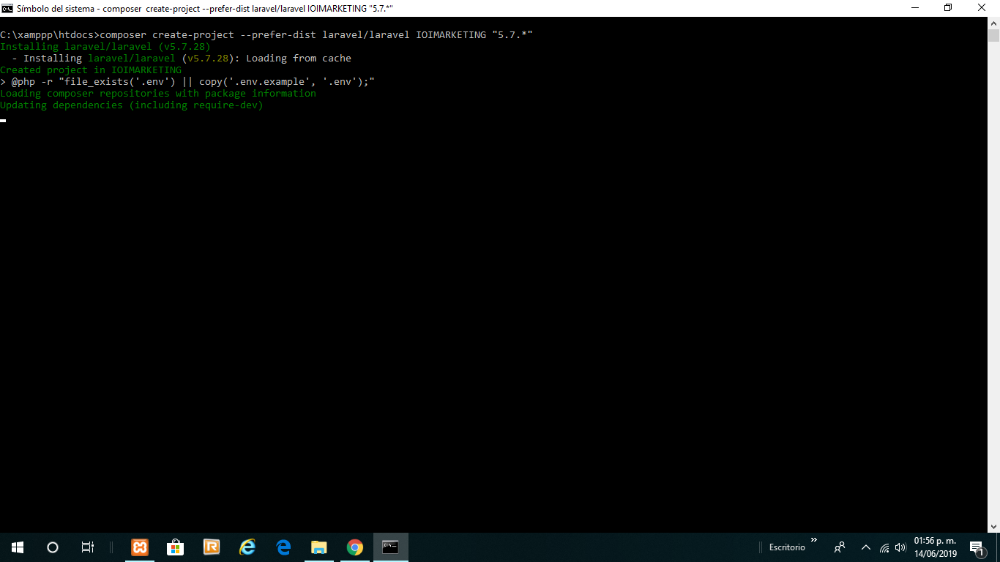 Símbolo del sistema - composer  create-project --prefer-dist laravel/laravel IOIMARKETING "5.7.*"
C:\xamppp\htdocs>composer create-project --prefer-dist laravel/laravel IOIMARKETING "5.7.*"
Installing laravel/laravel (v5.7.28)
  - Installing laravel/laravel (v5.7.28): Loading from cache
Created project in IOIMARKETING
> @php -r "file_exists('.env') || copy('.env.example', '.env');"
Loading composer repositories with package information
Updating dependencies (including require-dev)
Escritorio
01:56 p. m.
14/06/2019
1